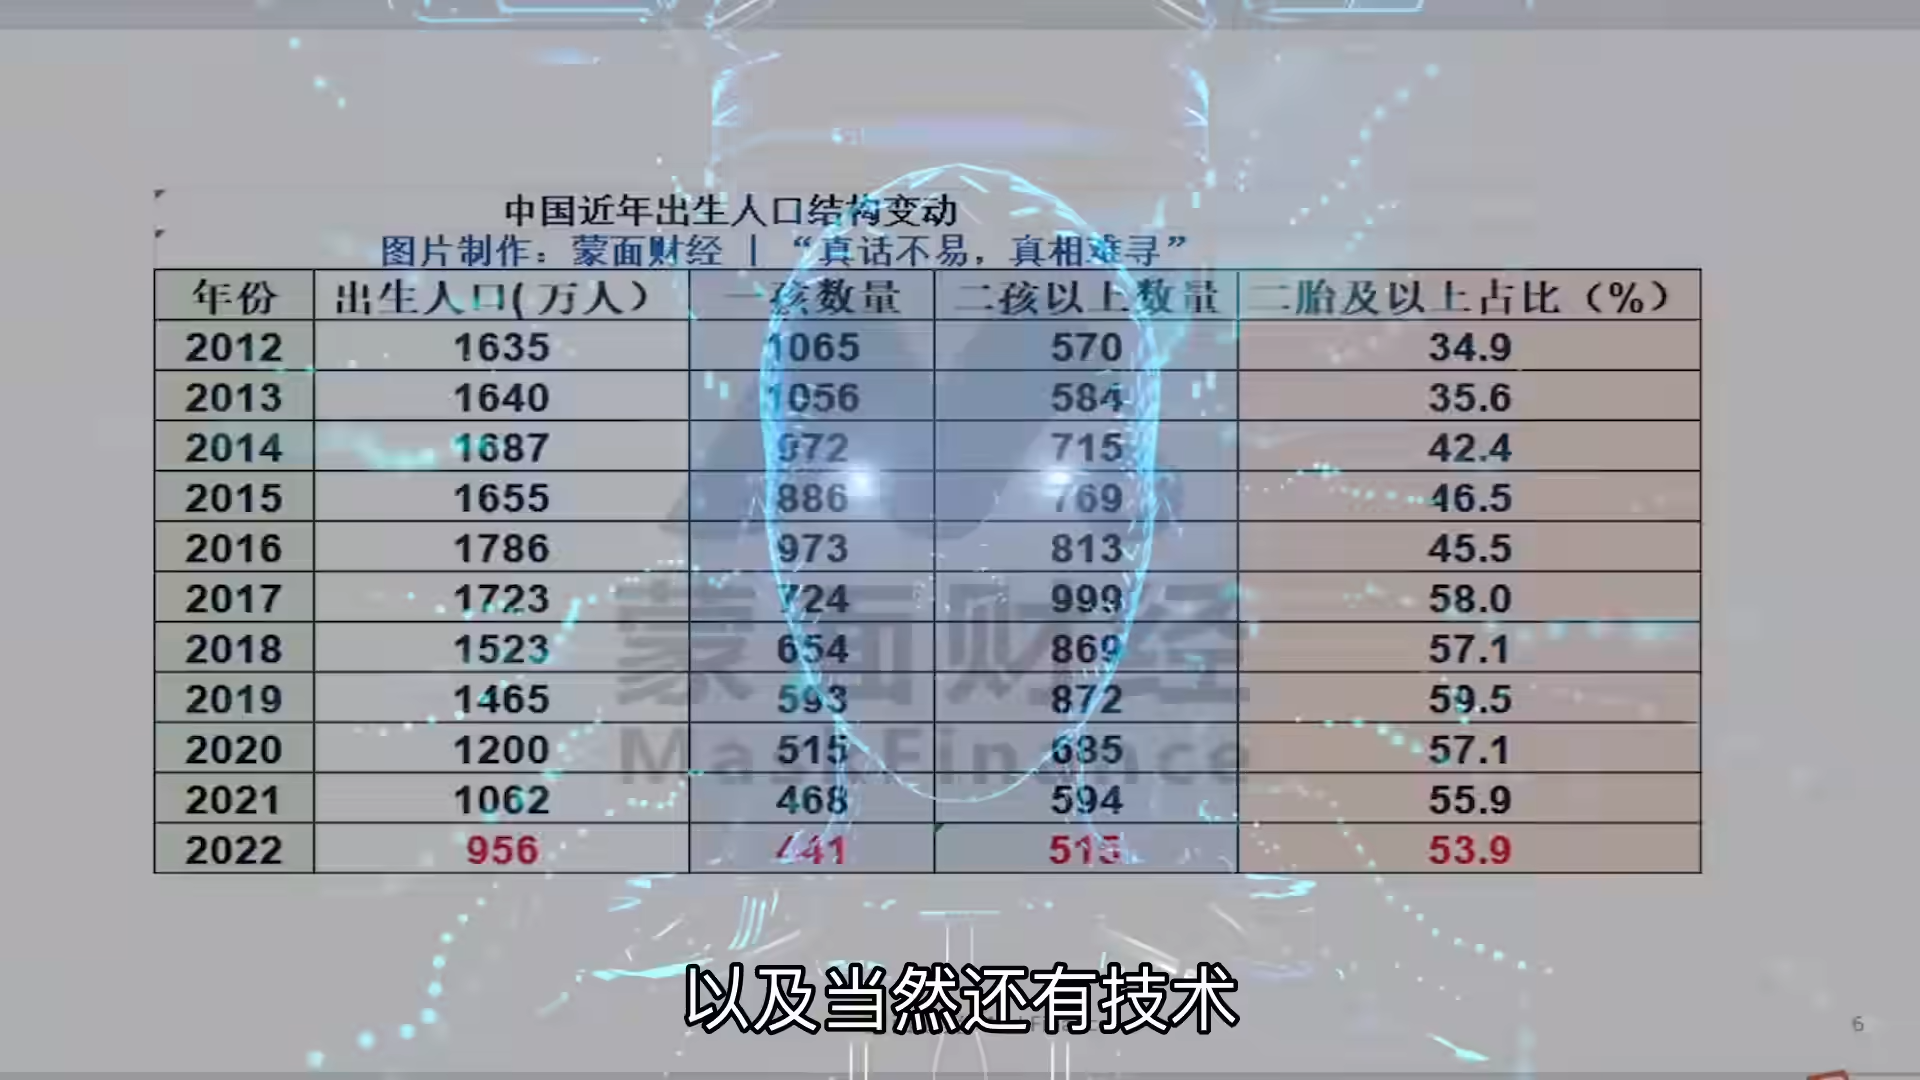 中国近年出生人口结构变动
图片制作：蒙面财经 | “真话不易，真相难寻”
年份 出生人口(万人） 一孩数量 二孩以上数量 二胎及以上占比（%）
2012 1635 1065 570 34.9
2013 1640 1056 584 35.6
2014 1687 972 715 42.4
2015 1655 886 769 46.5
2016 1786 973 813 45.5
2017 1723 724 999 58.0
2018 1523 654 869 57.1
2019 1465 593 872 59.5
2020 1200 515 685 57.1
2021 1062 468 594 55.9
2022 956 441 515 53.9
蒙面财经
MaskFinance
以及当然还有技术
6